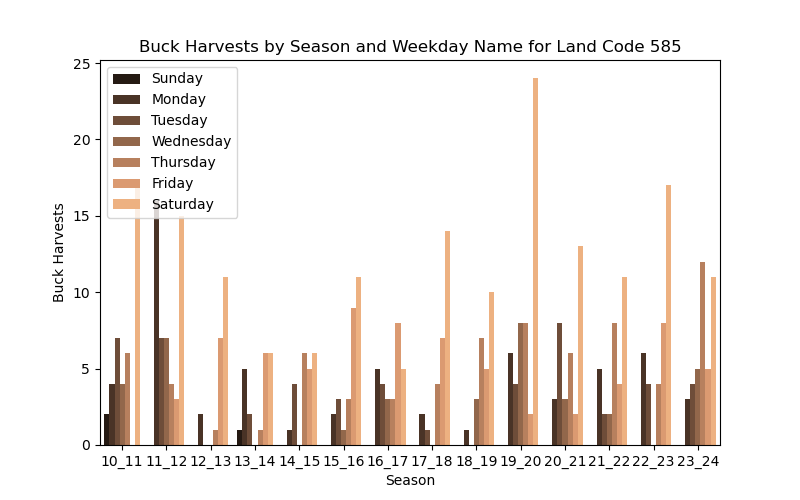 Buck Harvests by Season and Weekday Name for Land Code 585
25
20
15
10
5
0
Buck Harvests
Sunday
Monday
Tuesday
Wednesday
Thursday
Friday
Saturday
10_11 11_12 12_13 13_14 14_15 15_16 16_17 17_18 18_19 19_20 20_21 21_22 22_23 23_24
Season